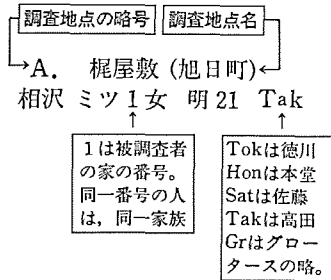 調査地点の略号 調査地点名
A. 梶屋敷(旭日町)
相沢 ミツ 1 女 明 21 Tak
1は被調査者
の家の番号。
同一番号の人
は,同一家族
Tokは徳川
Honは本堂
Satは佐藤
Takは高田
Grはグロー
タースの略。